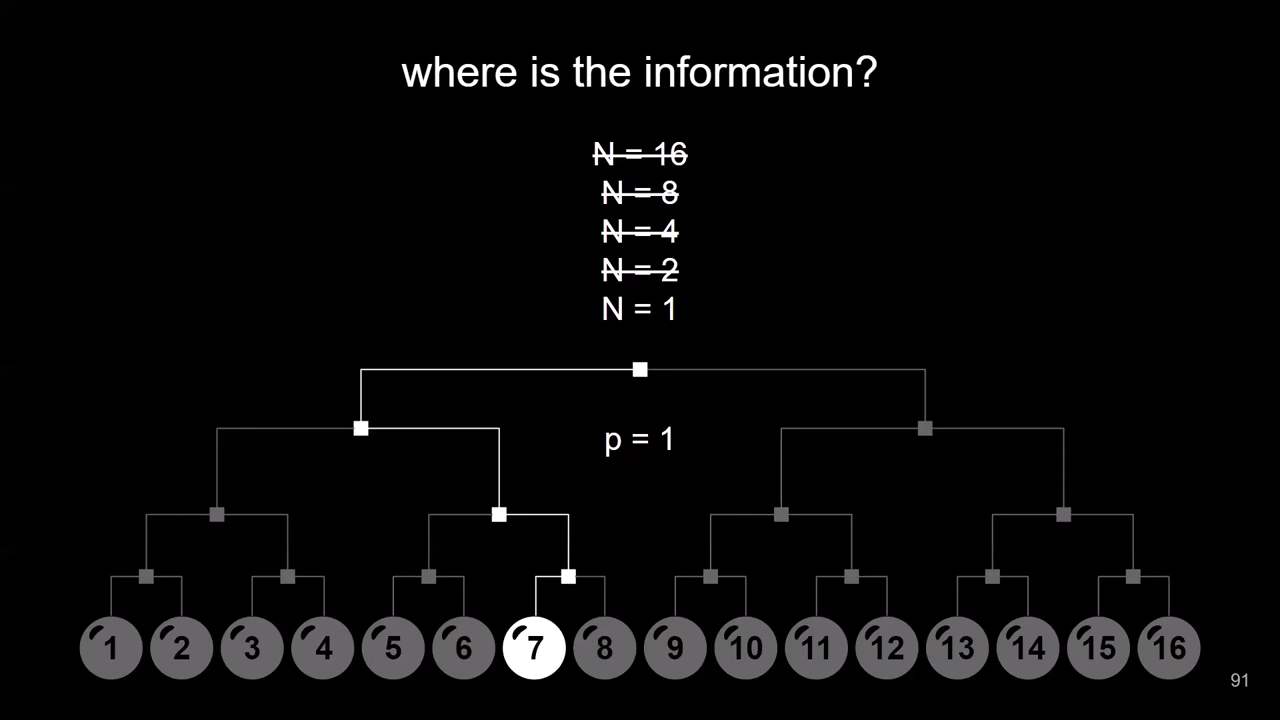 where is the information?
N = 16
N = 8
N = 4
N = 2
N = 1
p = 1
1 2 3 4 5 6 7 8 9 10 11 12 13 14 15 16
91